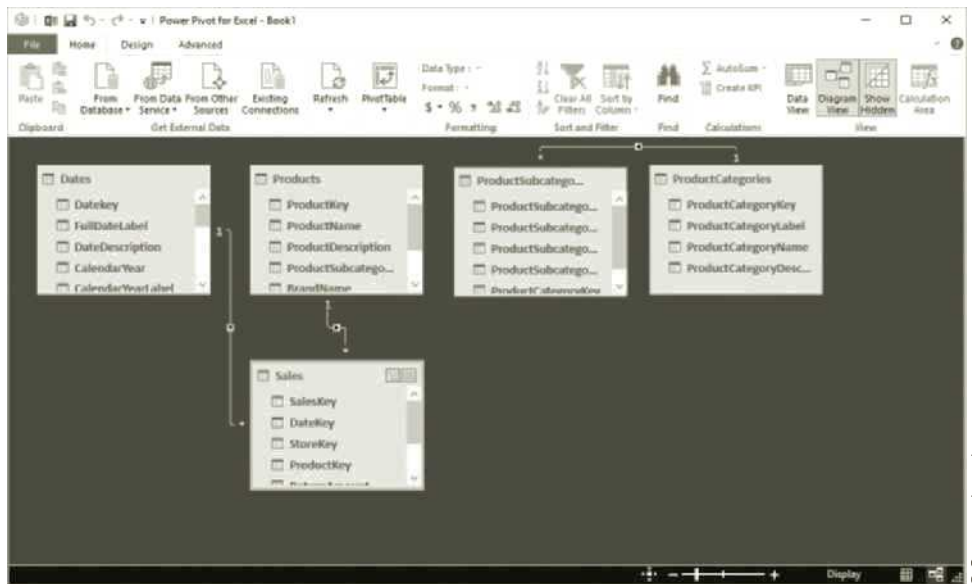 Power Pivot for Excel - Book1
File Home Design Advanced
Paste
From Database
From Data Service
From Other Sources
Existing Connections
Refresh
PivotTable
Data Type :
Format :
$ % ,
Clear All Filters
Sort by Column
Find
AutoSum
Create KPI
Data View
Diagram View
Show Hidden
Calculation Area
Clipboard
Get External Data
Formatting
Sort and Filter
Find
Calculations
View
* 1
Dates
Datekey
FullDateLabel
DateDescription
CalendarYear
CalendarYearLabel
1
Products
ProductKey
ProductName
ProductDescription
ProductSubcatego...
BrandName
ProductSubcatego...
ProductSubcatego...
ProductSubcatego...
ProductSubcatego...
ProductSubcatego...
ProductCategoryKey
ProductCategories
ProductCategoryKey
ProductCategoryLabel
ProductCategoryName
ProductCategoryDesc...
1
*
*
Sales
SalesKey
DateKey
StoreKey
ProductKey
Display